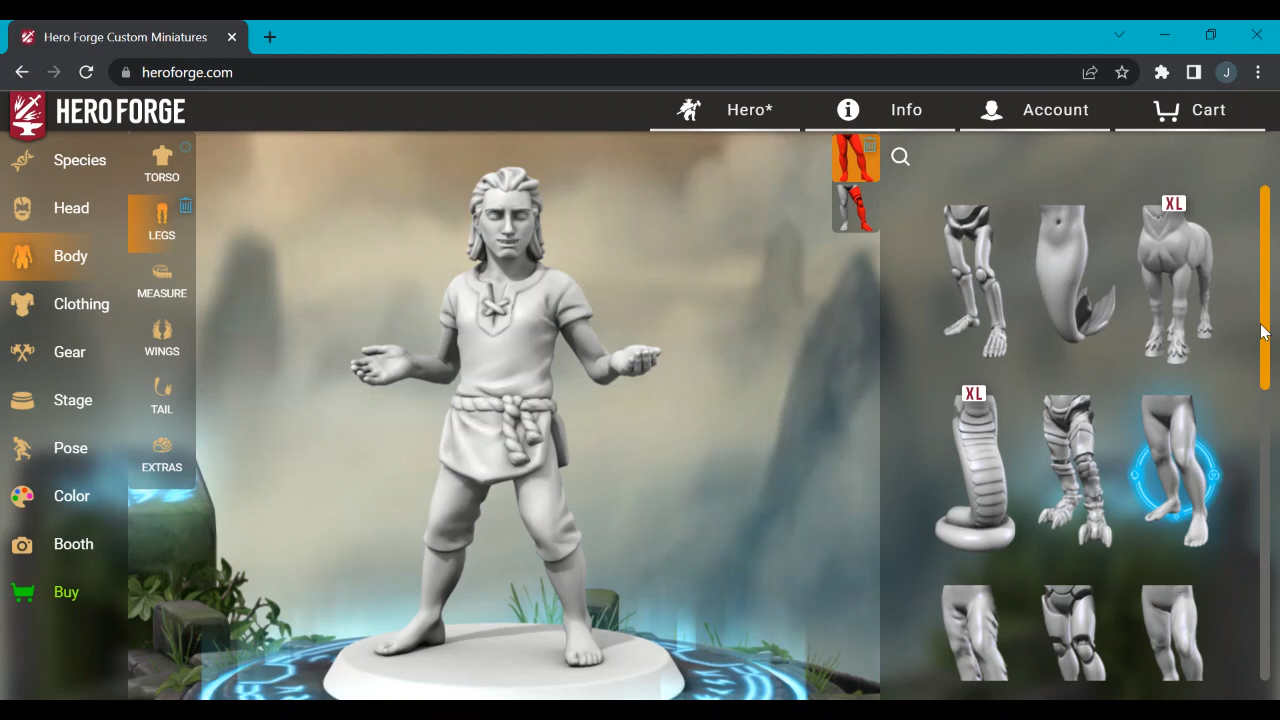 Hero Forge Custom Miniatures
heroforge.com
J
HERO FORGE
Hero*
Info
Account
Cart
Species
Head
Body
Clothing
Gear
Stage
Pose
Color
Booth
Buy
TORSO
LEGS
MEASURE
WINGS
TAIL
EXTRAS
XL
XL